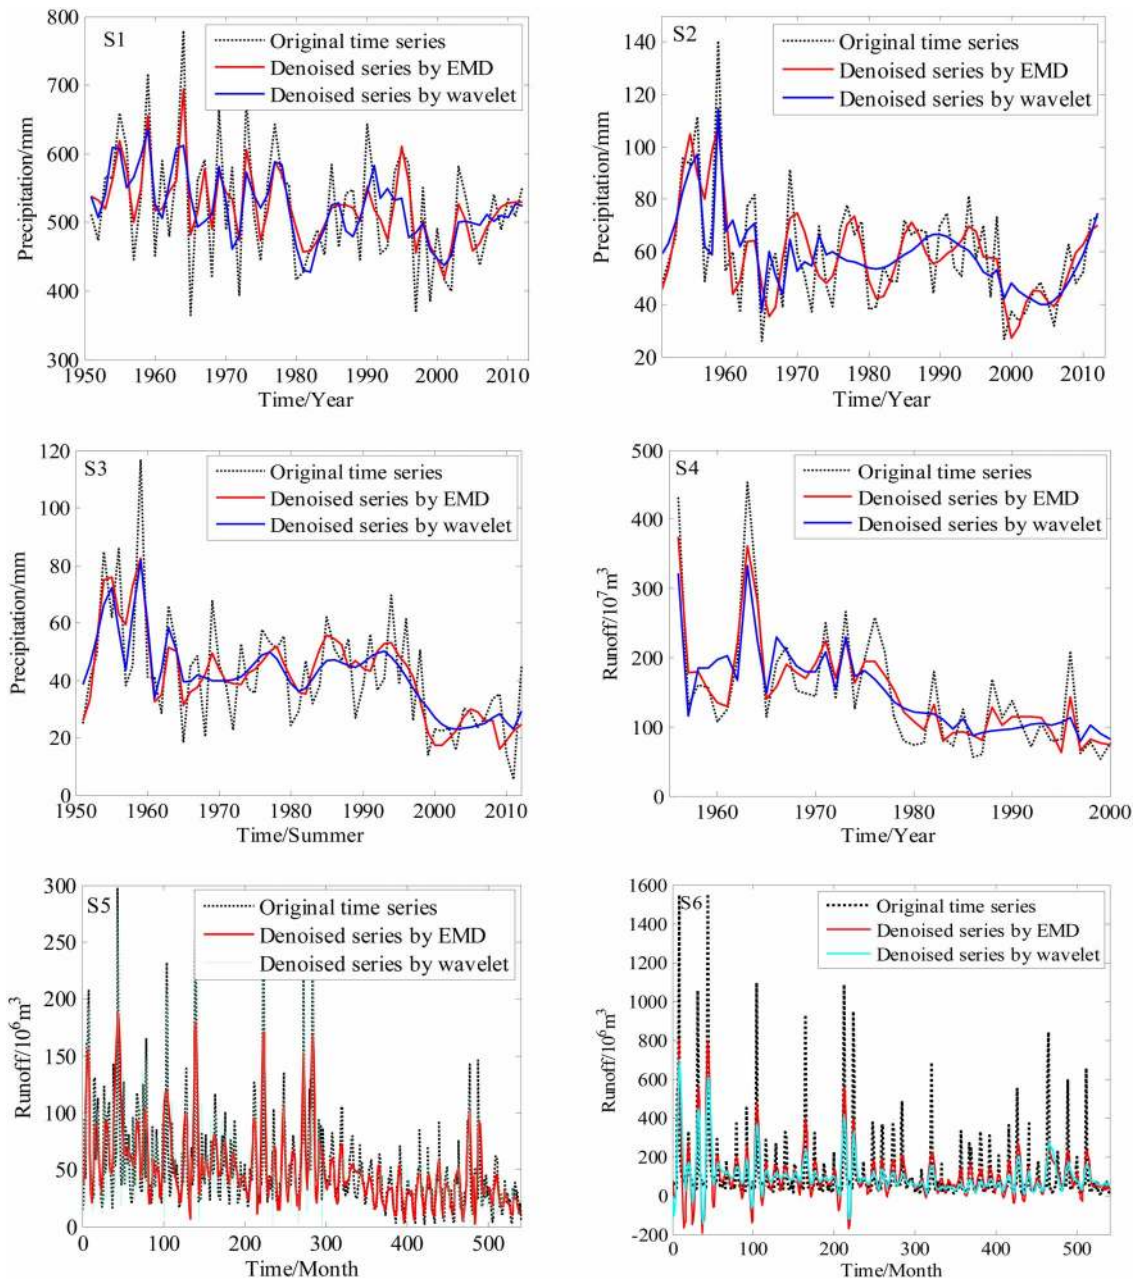 S1
Original time series
Denoised series by EMD
Denoised series by wavelet
800
700
600
500
400
300
Precipitation/mm
1950 1960 1970 1980 1990 2000 2010
Time/Year
S2
Original time series
Denoised series by EMD
Denoised series by wavelet
140
120
100
80
60
40
20
Precipitation/mm
1960 1970 1980 1990 2000 2010
Time/Year
S3
Original time series
Denoised series by EMD
Denoised series by wavelet
120
100
80
60
40
20
0
Precipitation/mm
1950 1960 1970 1980 1990 2000 2010
Time/Summer
S4
Original time series
Denoised series by EMD
Denoised series by wavelet
500
400
300
200
100
0
Runoff/10⁷m³
1960 1970 1980 1990 2000
Time/Year
S5
Original time series
Denoised series by EMD
Denoised series by wavelet
300
250
200
150
100
50
0
Runoff/10⁶m³
0 100 200 300 400 500
Time/Month
S6
Original time series
Denoised series by EMD
Denoised series by wavelet
1600
1400
1200
1000
800
600
400
200
0
-200
Runoff/10⁶m³
0 100 200 300 400 500
Time/Month